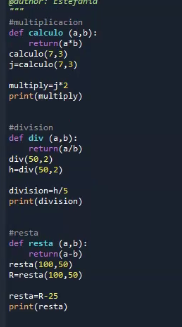 @author: Estefania
"""
#multiplicacion
def calculo (a,b):
    return(a*b)
calculo(7,3)
j=calculo(7,3)

multiply=j*2
print(multiply)

#division
def div (a,b):
    return(a/b)
div(50,2)
h=div(50,2)

division=h/5
print(division)

#resta
def resta (a,b):
    return(a-b)
resta(100,50)
R=resta(100,50)

resta=R-25
print(resta)